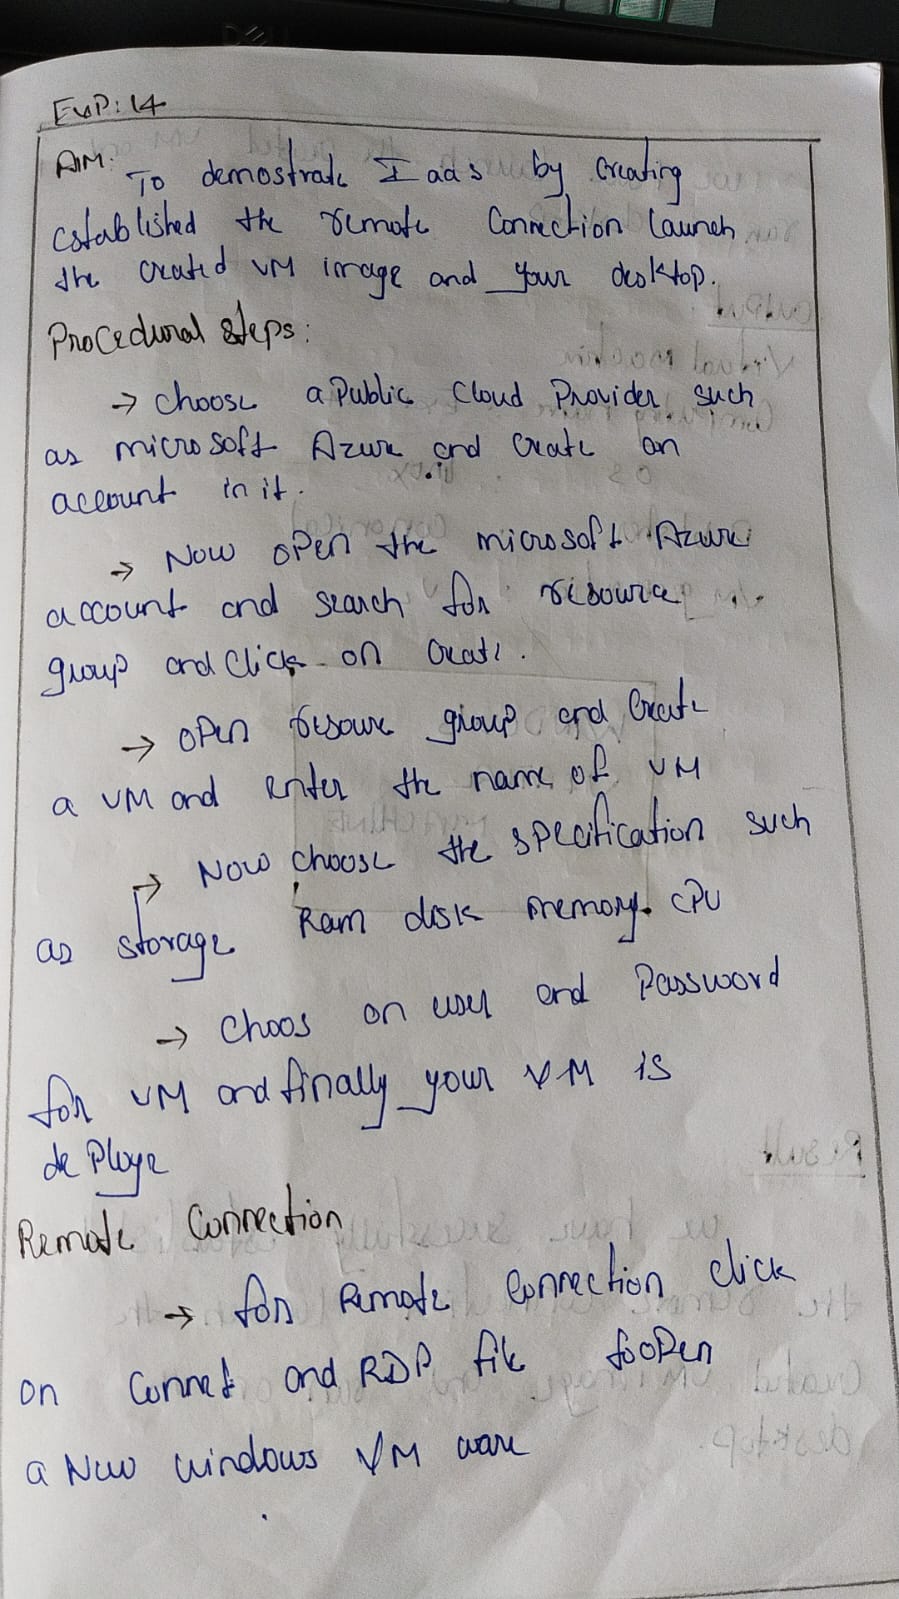 Exp: 14
AIM:
To demostrate Iaas by creating
established the remote Connection launch
the created VM image and your desktop.
Procedural steps:
→ choose a Public Cloud Provider such
as microsoft Azure and create an
account in it.
→ Now open the microsoft Azure
account and search for resource
group and click on create.
→ open resoure group and create
a VM and enter the name of VM
→ Now choose the specification such
as storage Ram disk memory. CPU
→ Choos on user and Password
for VM and finally your VM is
deploye
Remote Connection
→ for Remote Connection click
on Connet and RDP file to open
a New windows VM ware